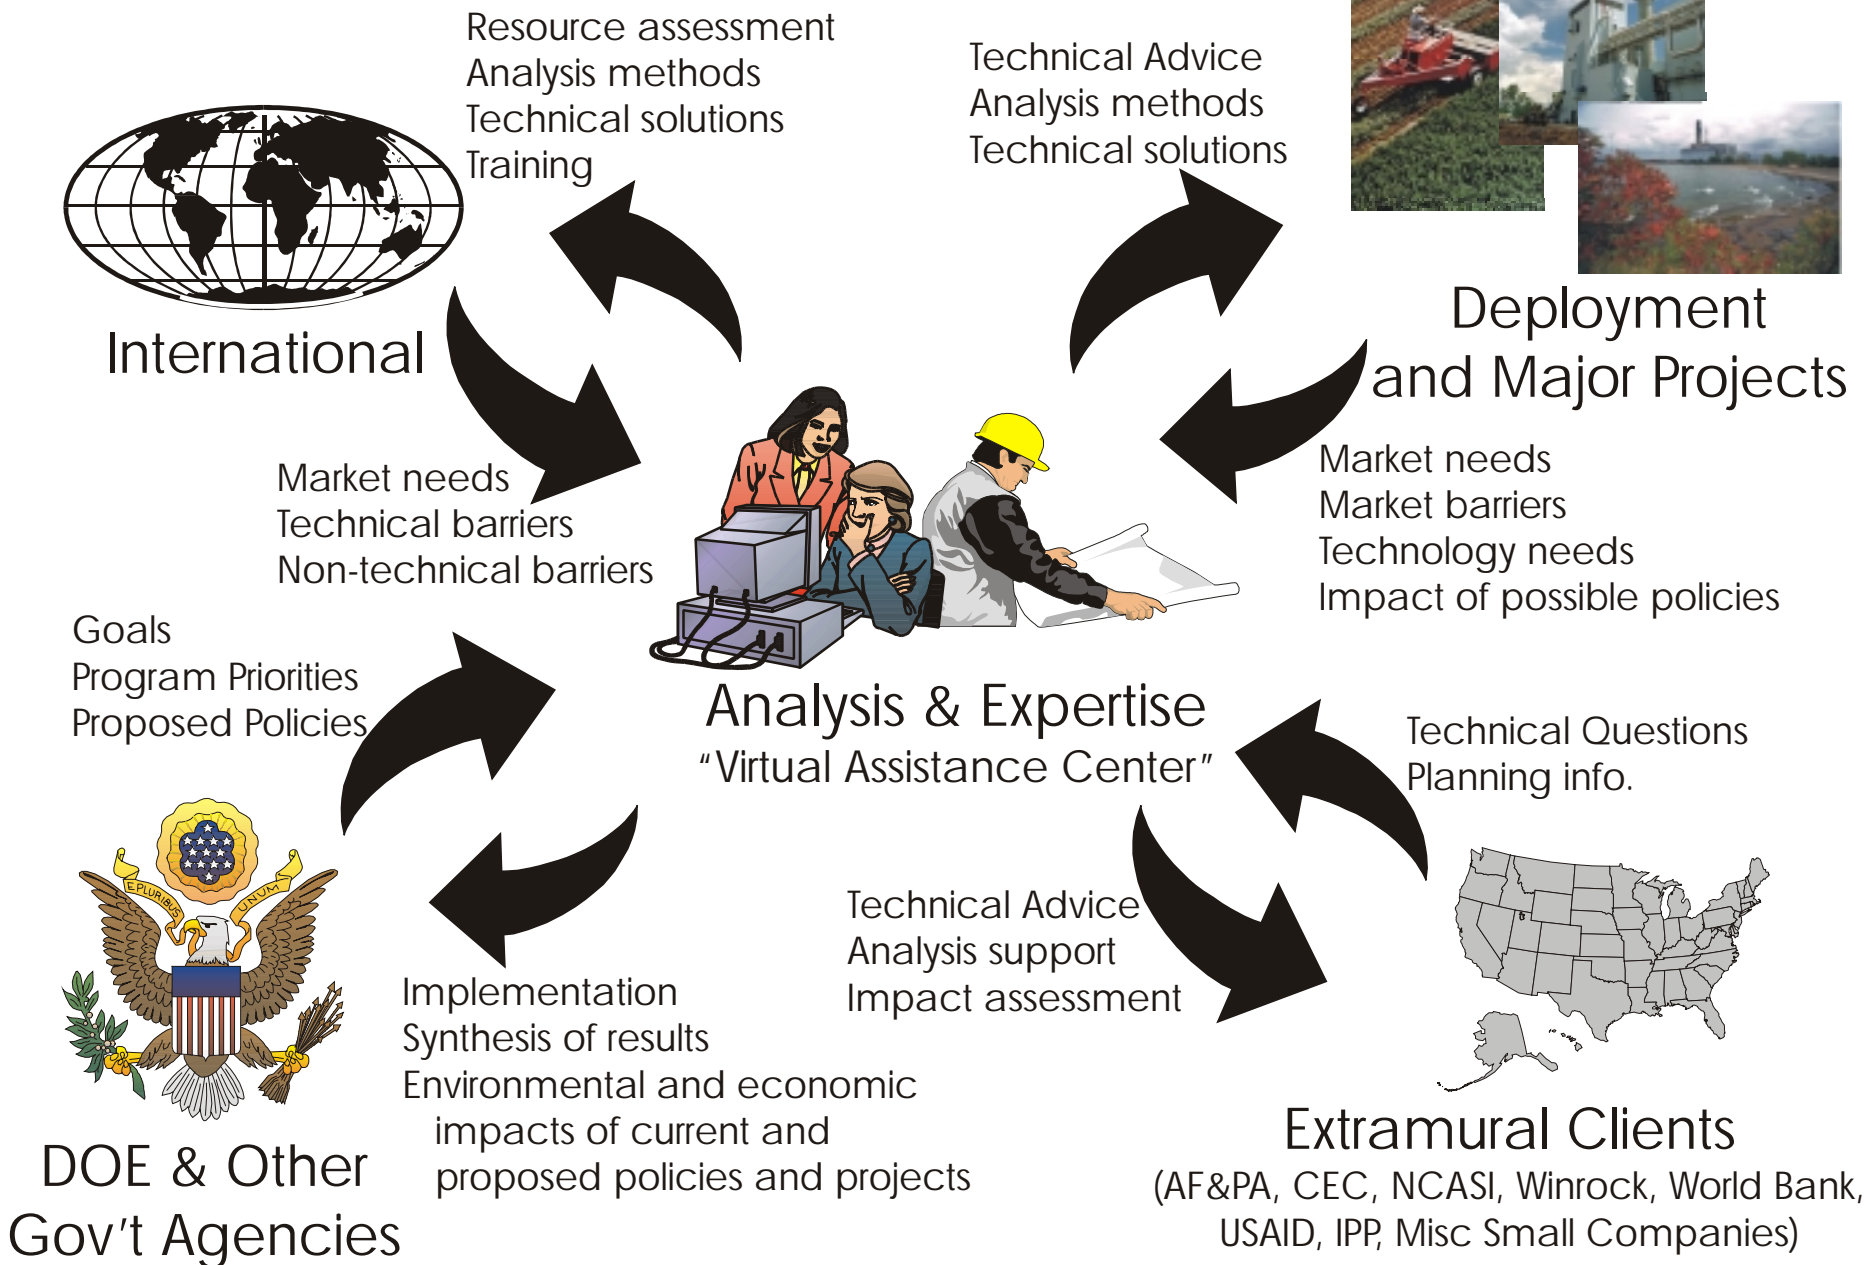 Resource assessment
Analysis methods
Technical solutions
Training
Technical Advice
Analysis methods
Technical solutions
International
Deployment
and Major Projects
Market needs
Technical barriers
Non-technical barriers
Market needs
Market barriers
Technology needs
Impact of possible policies
Goals
Program Priorities
Proposed Policies
Analysis & Expertise
"Virtual Assistance Center"
Technical Questions
Planning info.
E PLURIBUS UNUM
Technical Advice
Analysis support
Impact assessment
Implementation
Synthesis of results
Environmental and economic
impacts of current and
proposed policies and projects
DOE & Other
Gov't Agencies
Extramural Clients
(AF&PA, CEC, NCASI, Winrock, World Bank,
USAID, IPP, Misc Small Companies)